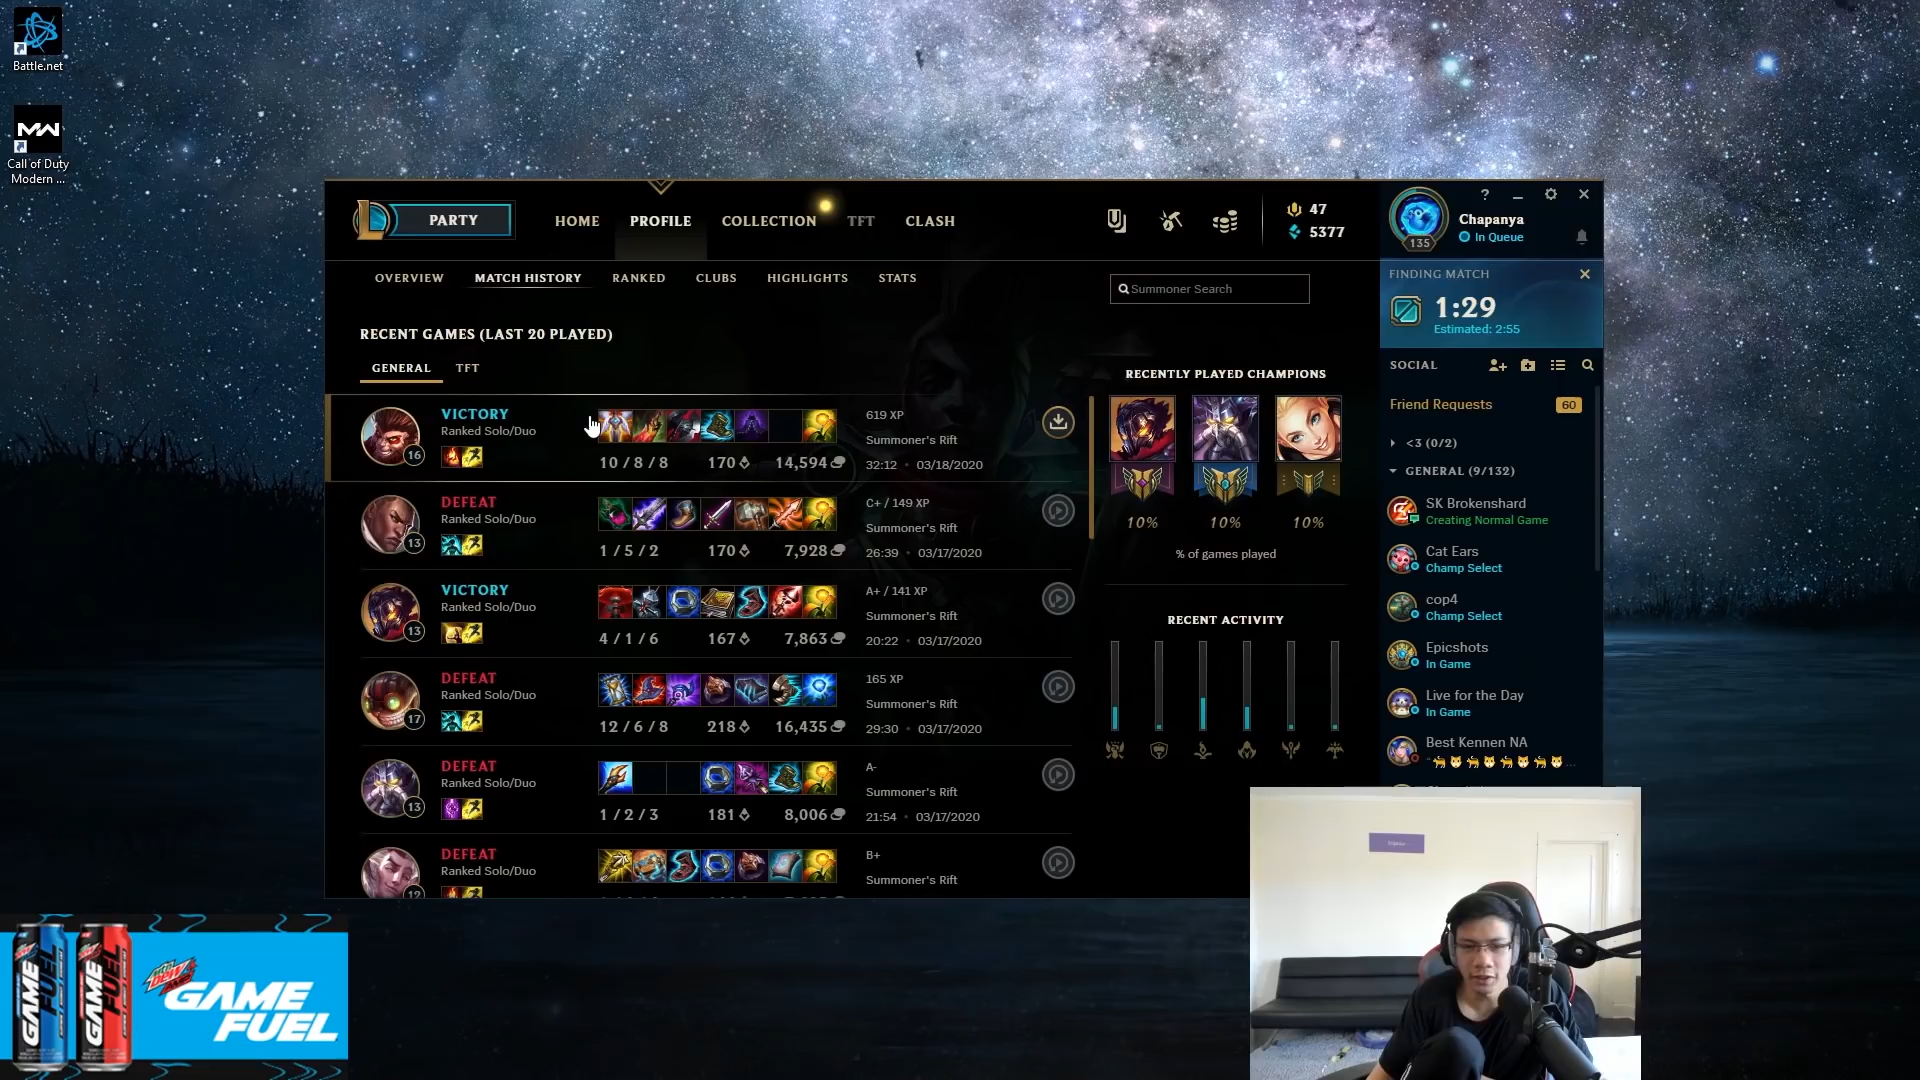 Battle.net
MW
Call of Duty
Modern ...
PARTY
HOME
PROFILE
COLLECTION
TFT
CLASH
47
5377
?
Chapanya
In Queue
135
OVERVIEW
MATCH HISTORY
RANKED
CLUBS
HIGHLIGHTS
STATS
Summoner Search
FINDING MATCH
1:29
Estimated: 2:55
RECENT GAMES (LAST 20 PLAYED)
GENERAL
TFT
VICTORY
Ranked Solo/Duo
16
10 / 8 / 8
170
14,594
619 XP
Summoner's Rift
32:12 • 03/18/2020
DEFEAT
Ranked Solo/Duo
13
1 / 5 / 2
170
7,928
C+ / 149 XP
Summoner's Rift
26:39 • 03/17/2020
VICTORY
Ranked Solo/Duo
13
4 / 1 / 6
167
7,863
A+ / 141 XP
Summoner's Rift
20:22 • 03/17/2020
DEFEAT
Ranked Solo/Duo
17
12 / 6 / 8
218
16,435
165 XP
Summoner's Rift
29:30 • 03/17/2020
DEFEAT
Ranked Solo/Duo
13
1 / 2 / 3
181
8,006
A-
Summoner's Rift
21:54 • 03/17/2020
DEFEAT
Ranked Solo/Duo
12
B+
Summoner's Rift
RECENTLY PLAYED CHAMPIONS
10%
10%
10%
% of games played
RECENT ACTIVITY
SOCIAL
Friend Requests
60
<3 (0/2)
GENERAL (9/132)
SK Brokenshard
Creating Normal Game
Cat Ears
Champ Select
cop4
Champ Select
Epicshots
In Game
Live for the Day
In Game
Best Kennen NA
GAME FUEL
GAME FUEL
mtn DEW AMP
GAME
FUEL